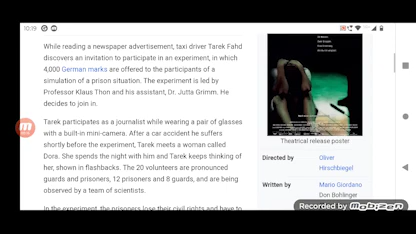 10:19
While reading a newspaper advertisement, taxi driver Tarek Fahd
discovers an invitation to participate in an experiment, in which
4,000 German marks are offered to the participants of a
simulation of a prison situation. The experiment is led by
Professor Klaus Thon and his assistant, Dr. Jutta Grimm. He
decides to join in.
Tarek participates as a journalist while wearing a pair of glasses
with a built-in mini-camera. After a car accident he suffers
shortly before the experiment, Tarek meets a woman called
Dora. She spends the night with him and Tarek keeps thinking of
her, shown in flashbacks. The 20 volunteers are pronounced
guards and prisoners, 12 prisoners and 8 guards, and are being
observed by a team of scientists.
In the experiment, the prisoners lose their civil rights and have to
Theatrical release poster
Directed by
Oliver
Hirschbiegel
Written by
Mario Giordano
Don Bohlinger
Recorded by Mobizen